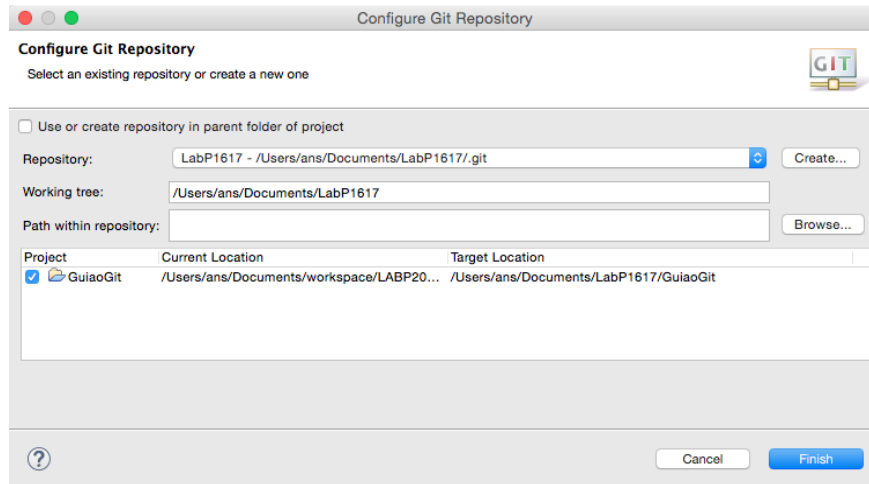 Configure Git Repository
Configure Git Repository
Select an existing repository or create a new one
GIT
Use or create repository in parent folder of project
Repository: LabP1617 - /Users/ans/Documents/LabP1617/.git Create...
Working tree: /Users/ans/Documents/LabP1617
Path within repository: Browse...
Project Current Location Target Location
GuiaoGit /Users/ans/Documents/workspace/LABP20... /Users/ans/Documents/LabP1617/GuiaoGit
? Cancel Finish